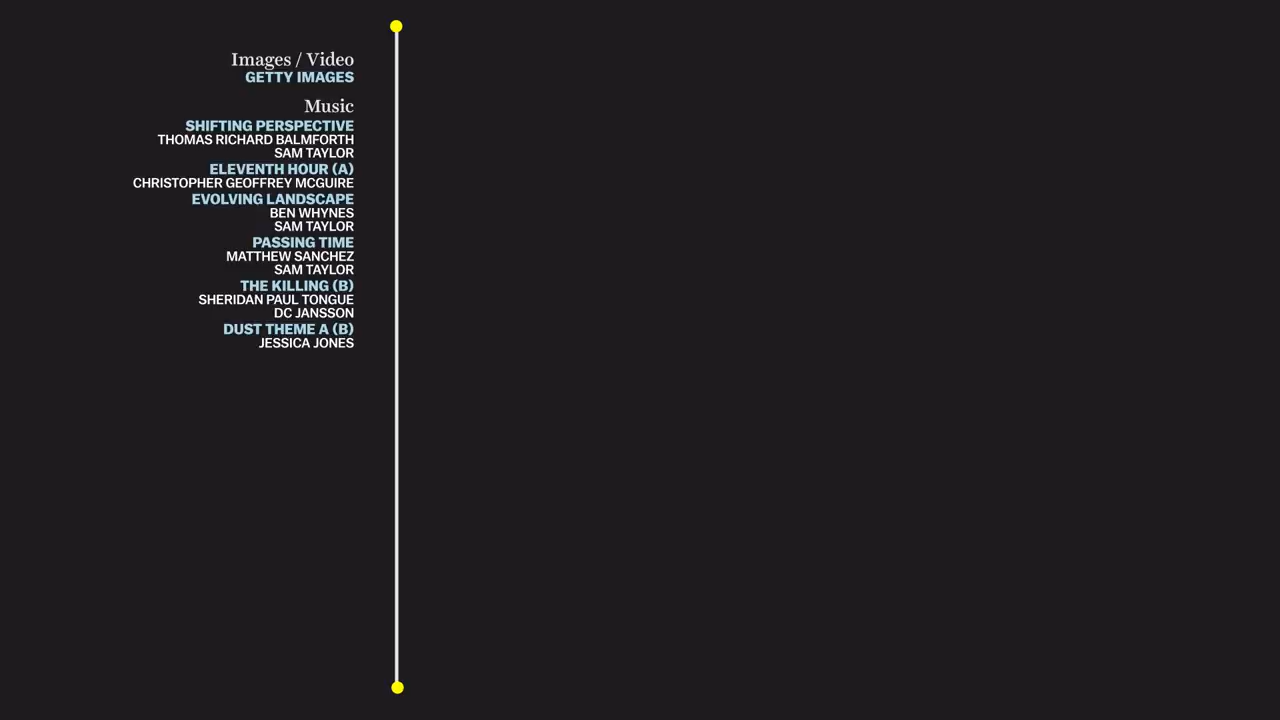 Images / Video
GETTY IMAGES
Music
SHIFTING PERSPECTIVE
THOMAS RICHARD BALMFORTH
SAM TAYLOR
ELEVENTH HOUR (A)
CHRISTOPHER GEOFFREY MCGUIRE
EVOLVING LANDSCAPE
BEN WHYNES
SAM TAYLOR
PASSING TIME
MATTHEW SANCHEZ
SAM TAYLOR
THE KILLING (B)
SHERIDAN PAUL TONGUE
DC JANSSON
DUST THEME A (B)
JESSICA JONES